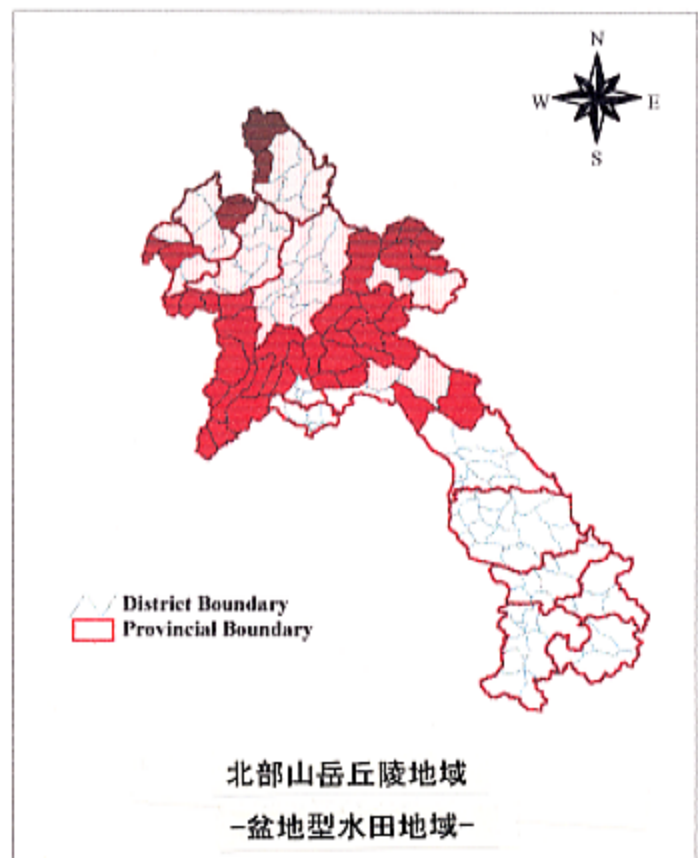 N
W E
S
District Boundary
Provincial Boundary
北部山岳丘陵地域
-盆地型水田地域-